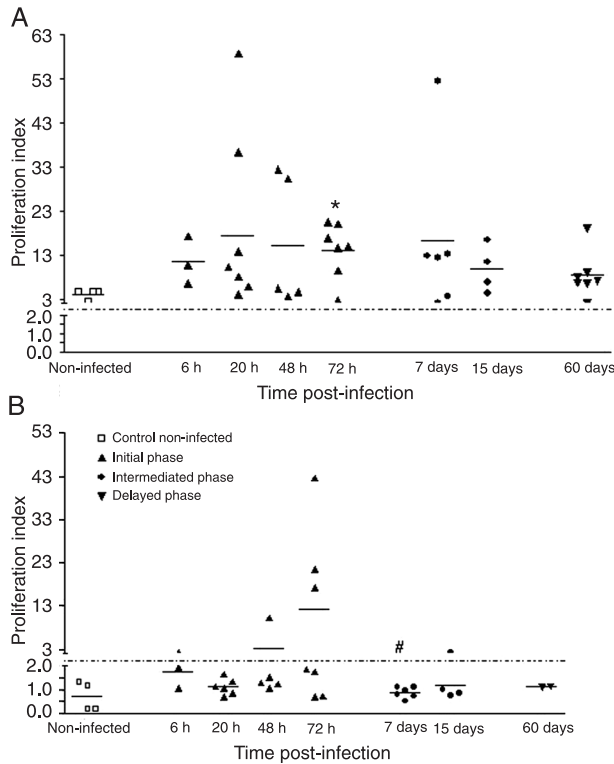 A
63
53
43
33
23
13
3
2.0
1.0
0.0
Proliferation index
*
Non-infected 6 h 20 h 48 h 72 h 7 days 15 days 60 days
Time post-infection
B
53
43
33
23
13
3
2.0
1.0
0.0
Proliferation index
Control non-infected
Initial phase
Intermediated phase
Delayed phase
#
Non-infected 6 h 20 h 48 h 72 h 7 days 15 days 60 days
Time post-infection